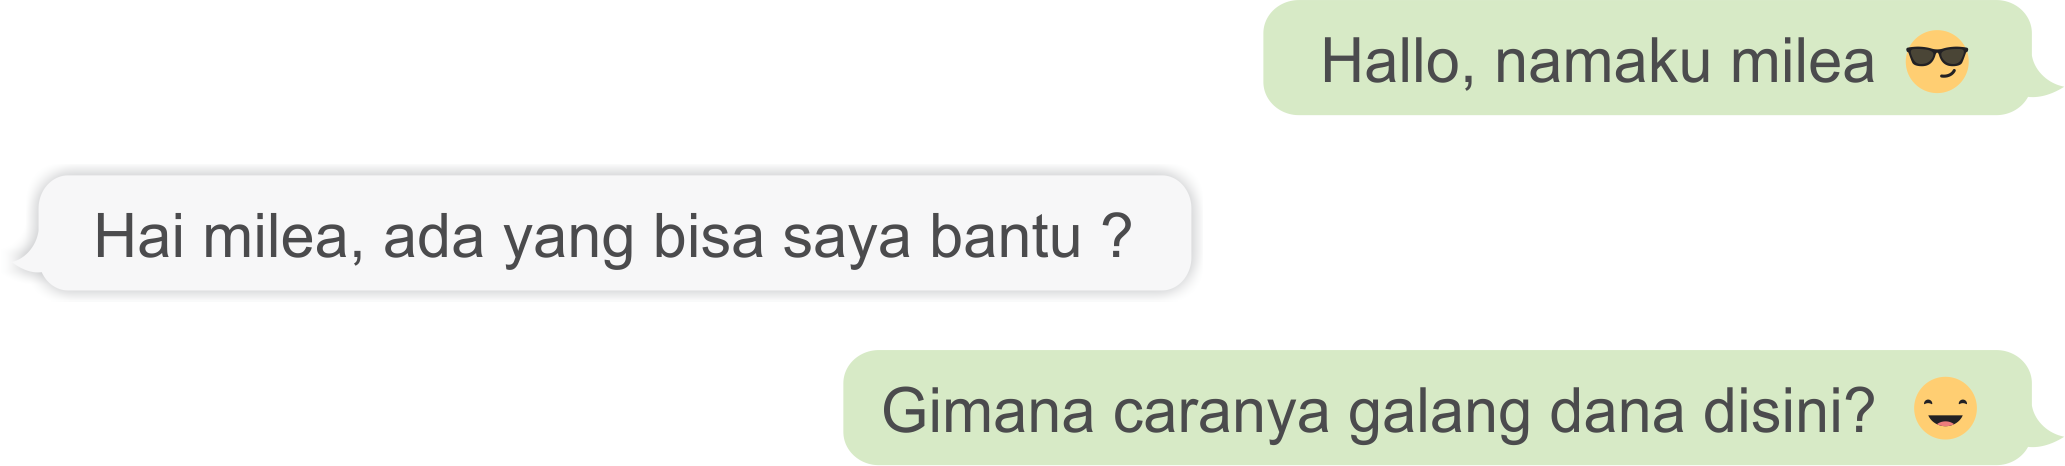 Hallo, namaku milea 😎
Hai milea, ada yang bisa saya bantu ?
Gimana caranya galang dana disini? 😄